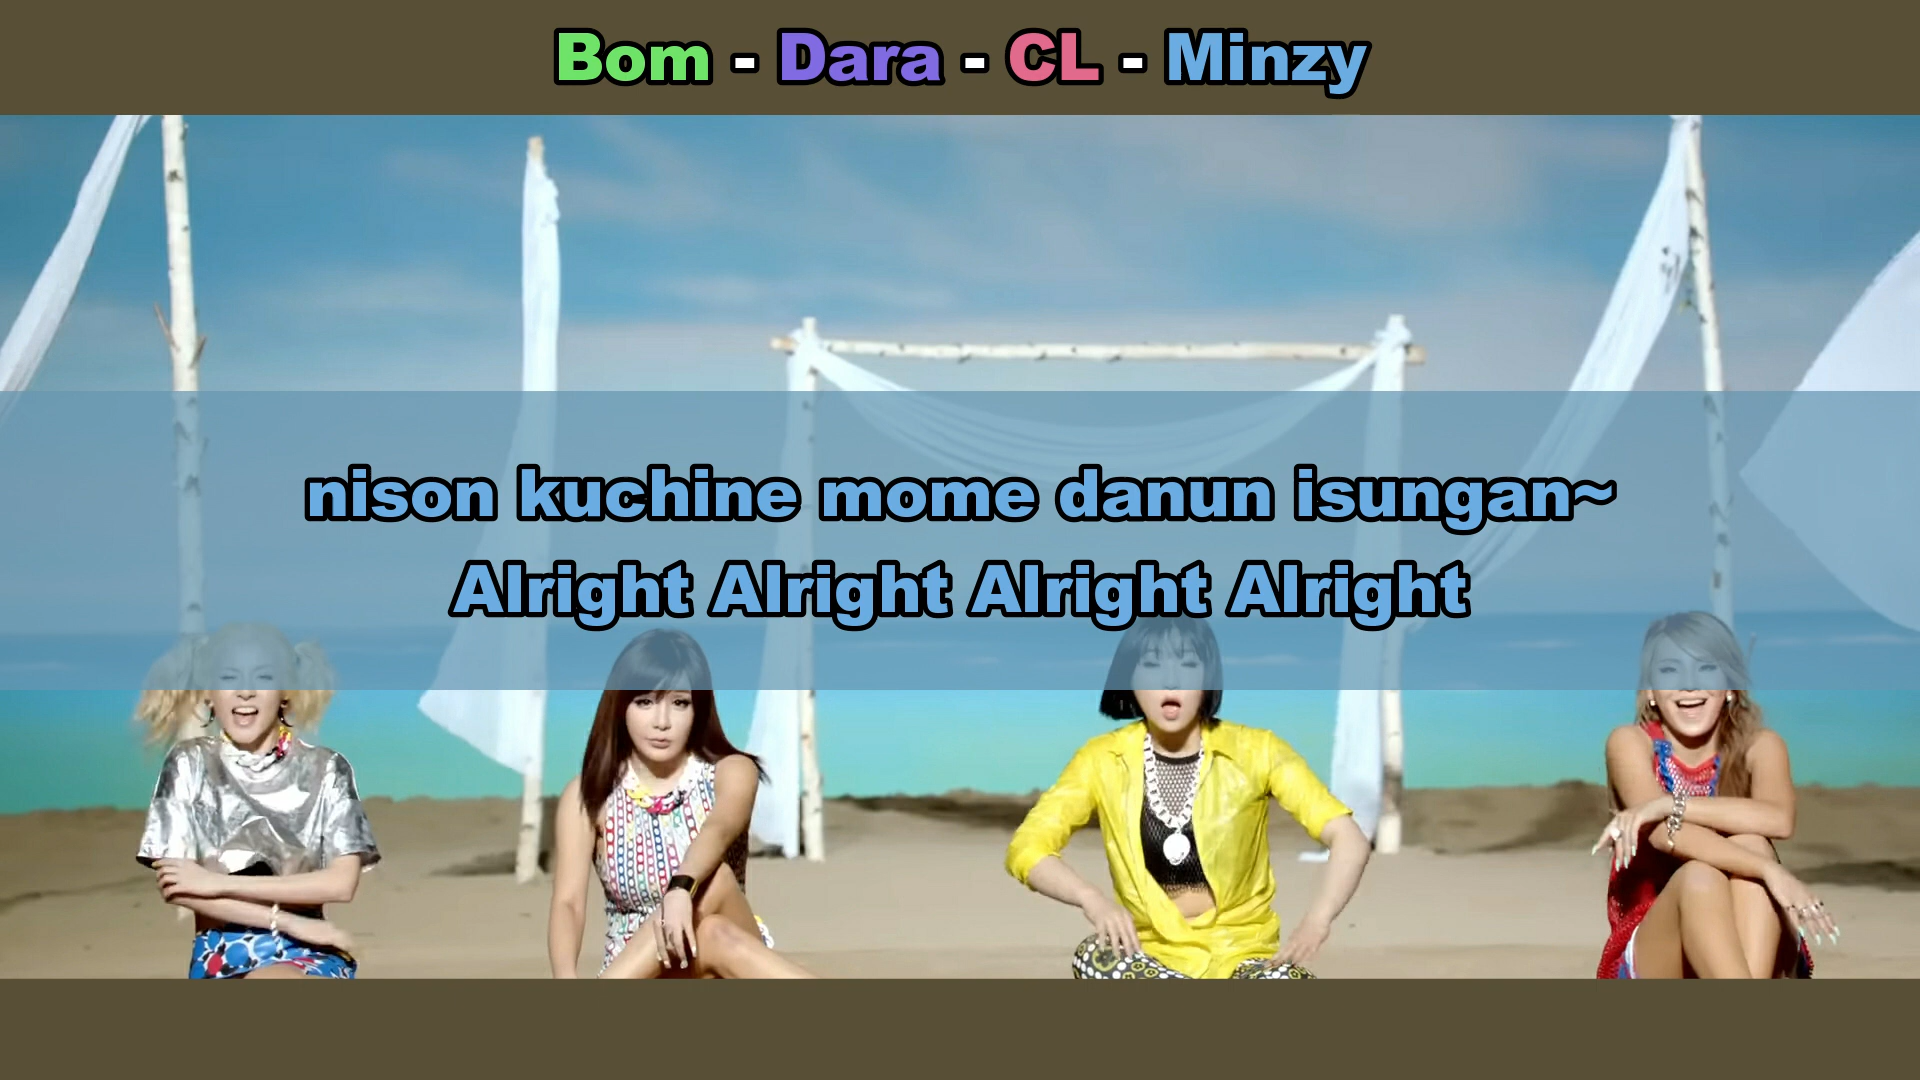 Bom - Dara - CL - Minzy
nison kuchine mome danun isungan~
Alright Alright Alright Alright